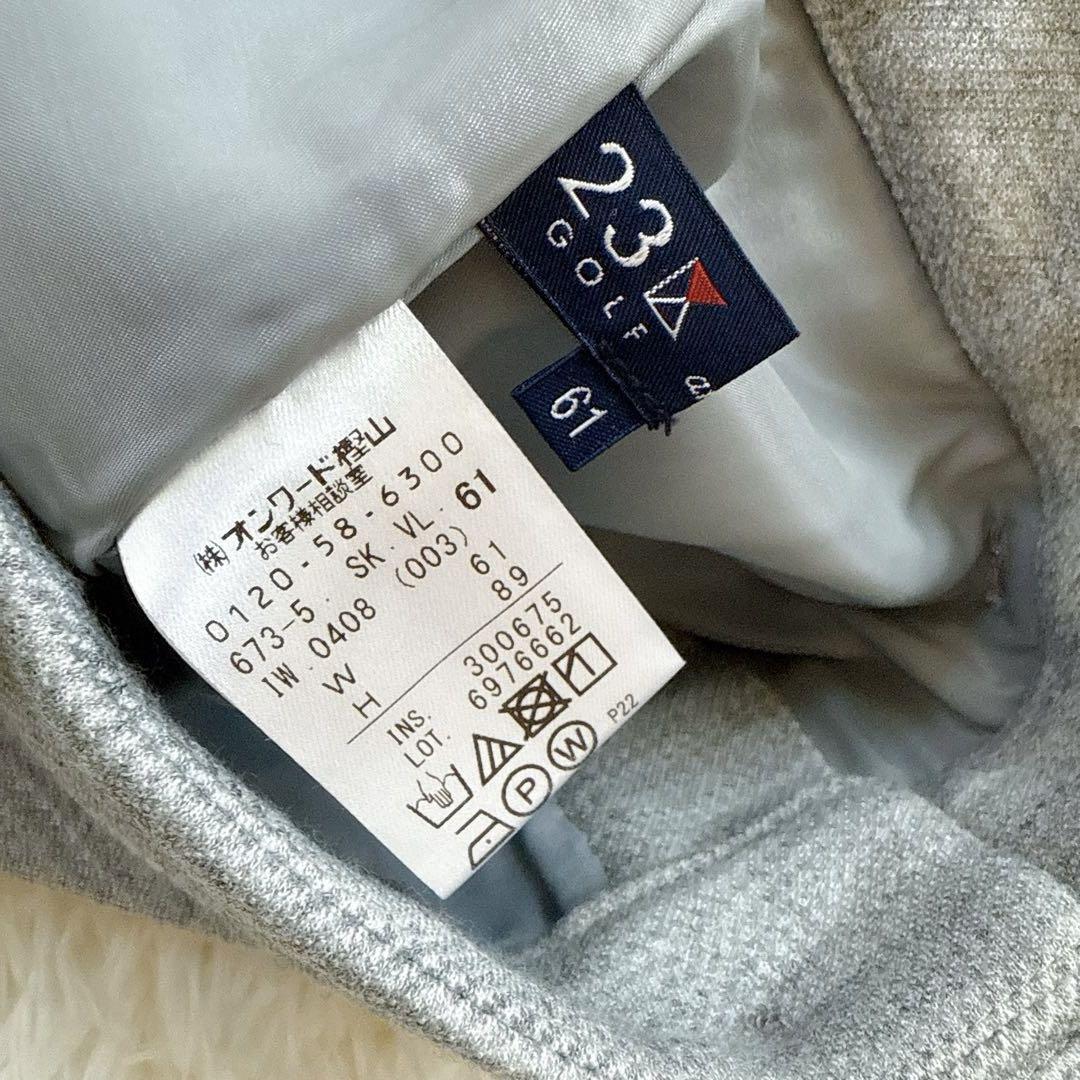 23
GOLF
61
α
(株)オンワード樫山
お客様相談室
0120-58-6300
673-5. SK. VL. 61
IW 0408 (003)
W 61
H 89
INS. 300675
LOT. 6976662
P W
P22